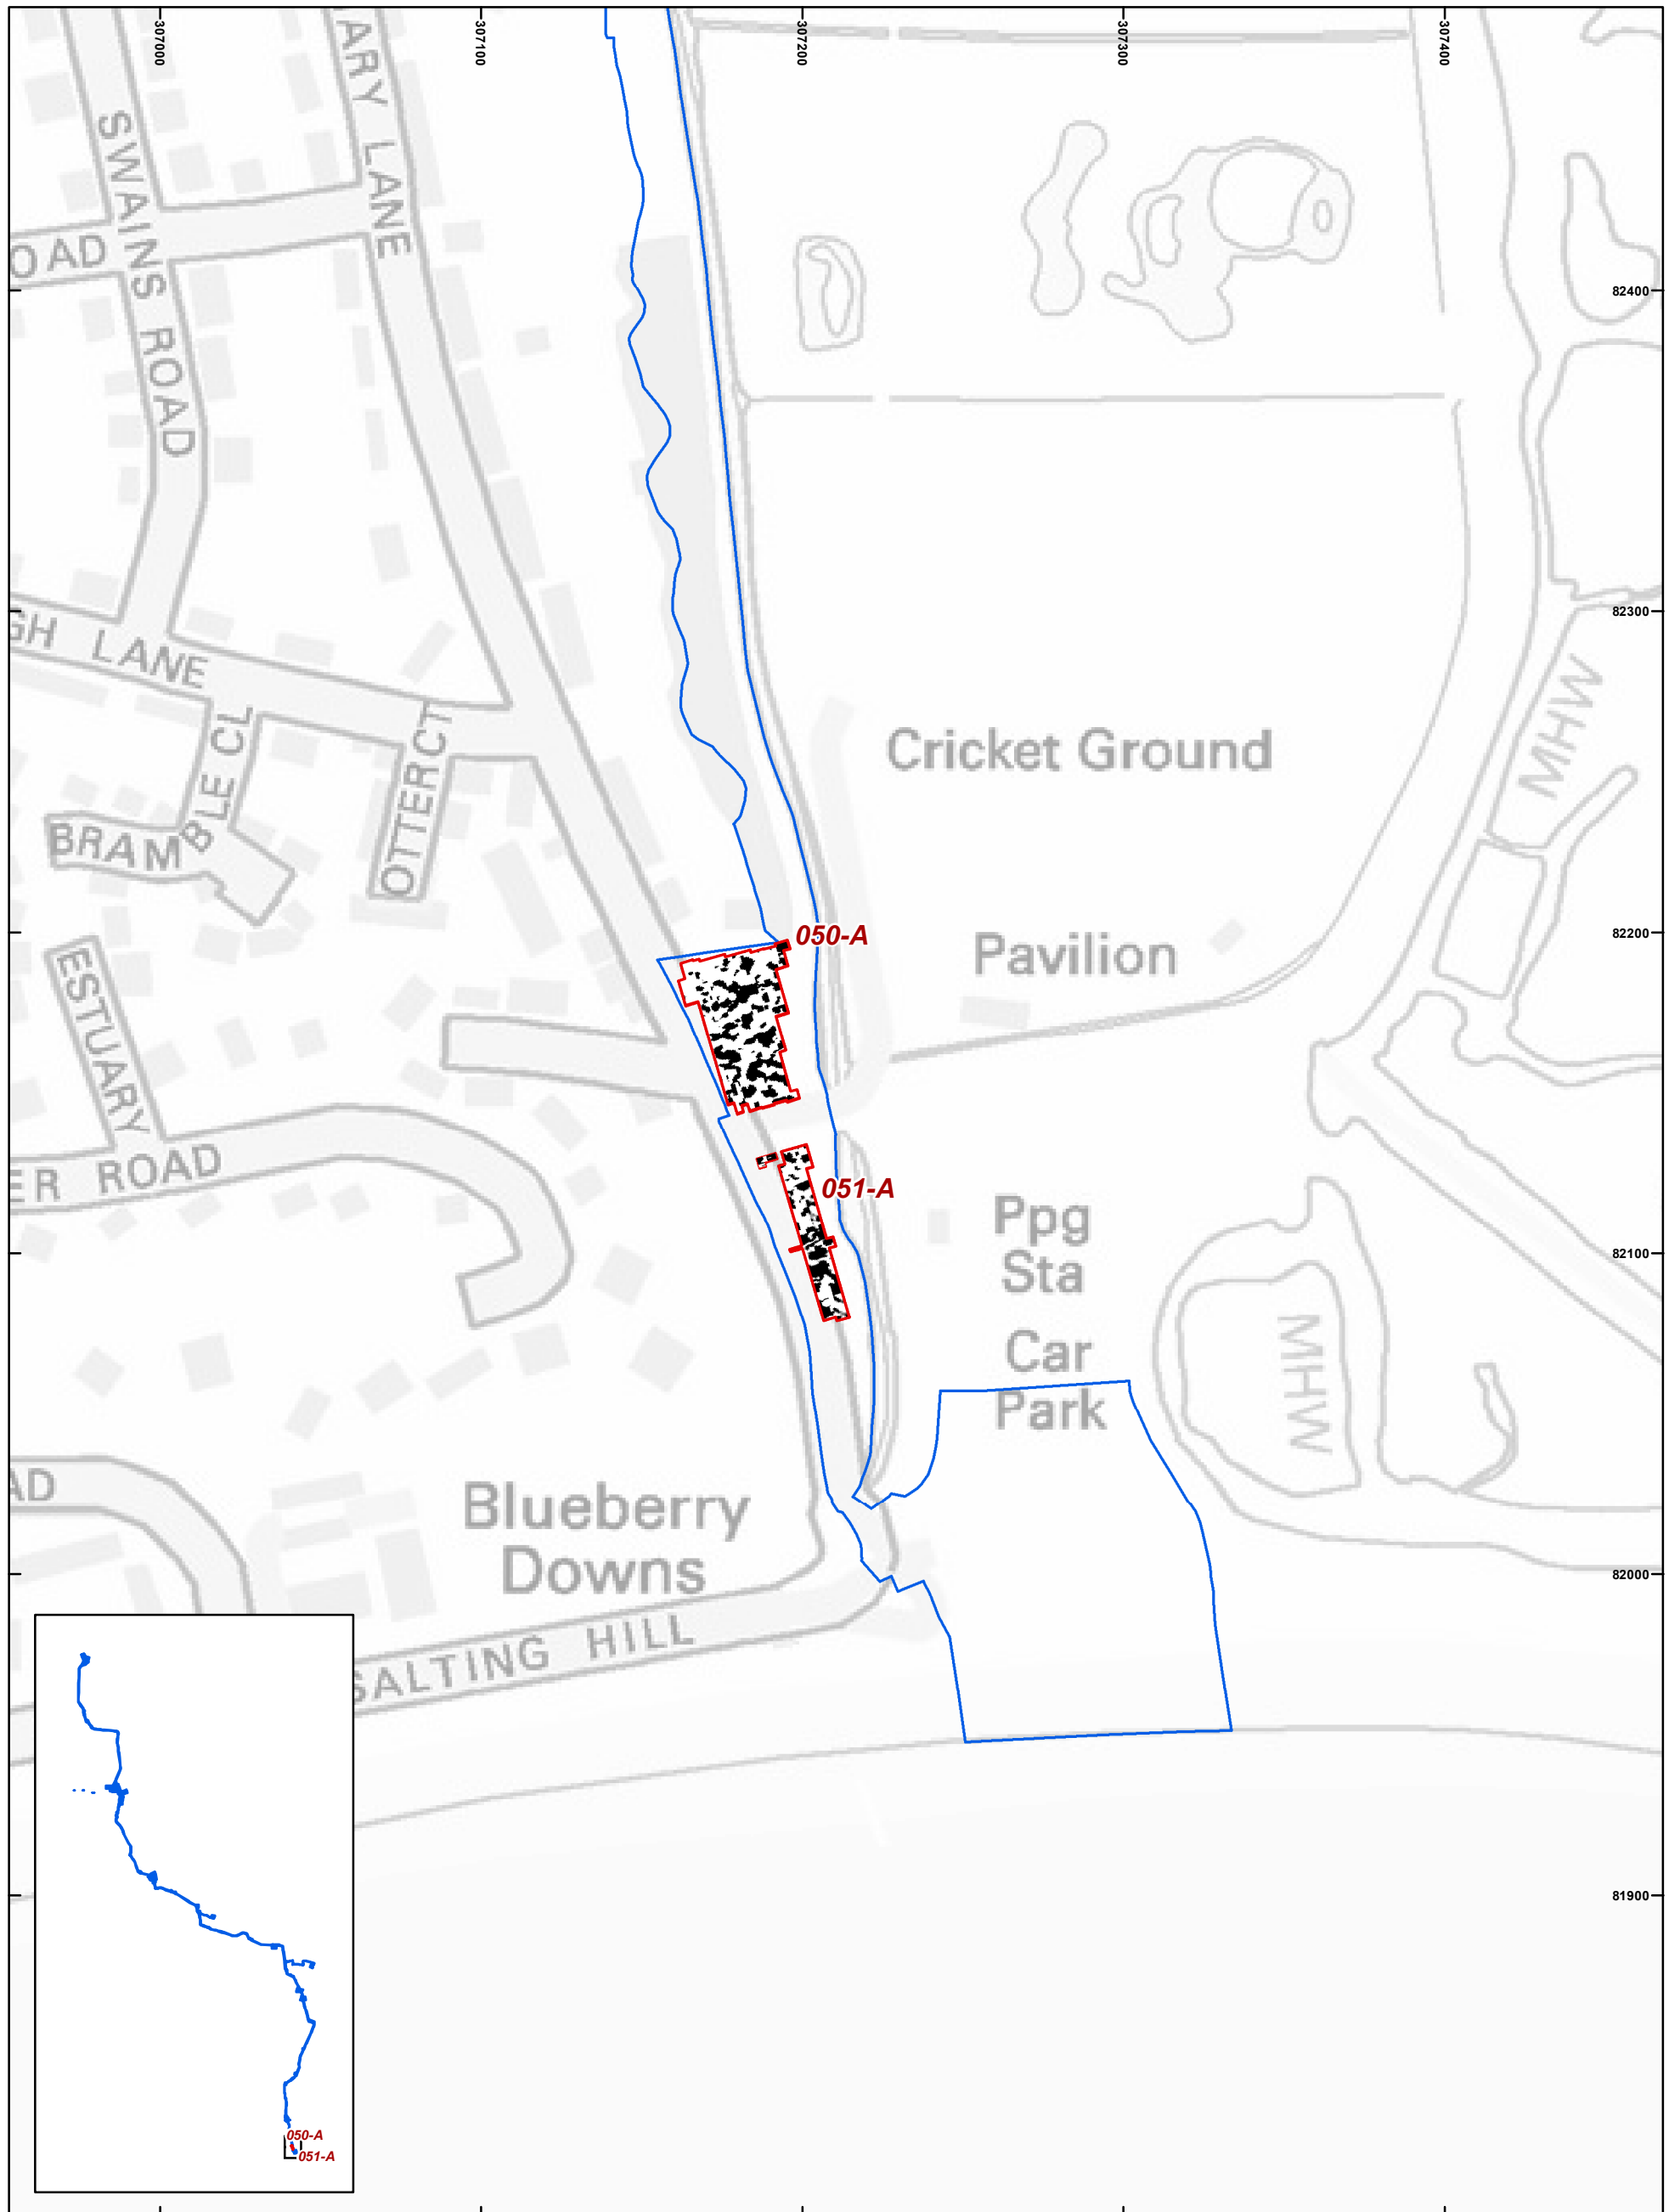 307000
307100
307200
307300
307400
ARY LANE
SWAINS ROAD
OAD
82400
82300
GH LANE
BRAMBLE CL
OTTERCT
Cricket Ground
MHW
82200
050-A
Pavilion
ESTUARY
ER ROAD
051-A
Ppg
Sta
82100
Car
Park
MHW
AD
Blueberry
Downs
82000
SALTING HILL
81900
050-A
051-A